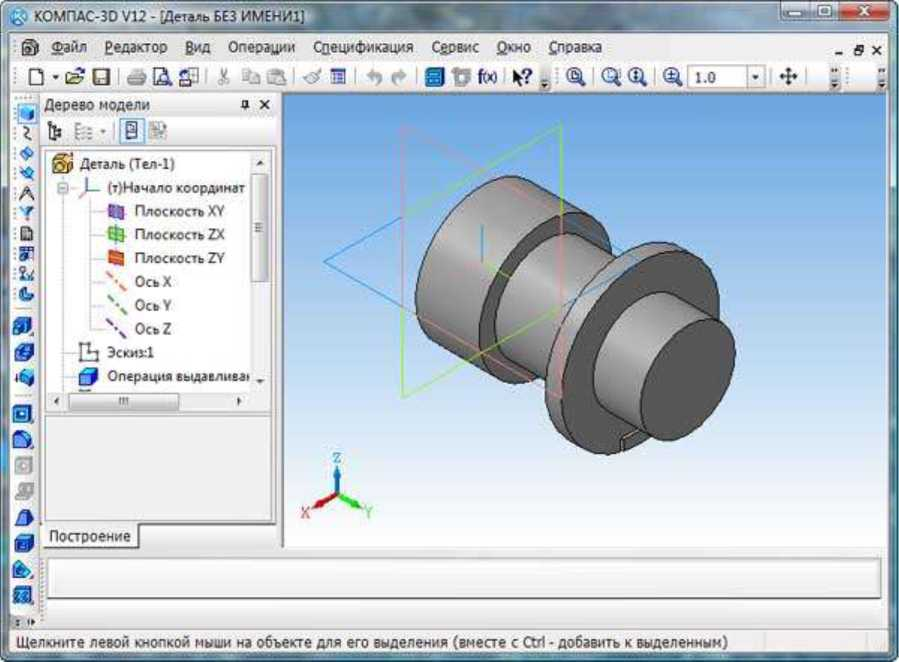 КОМПАС-3D V12 - [Деталь БЕЗ ИМЕНИ1]
Файл Редактор Вид Операции Спецификация Сервис Окно Справка
f(x) ? 1.0
Дерево модели
Деталь (Тел-1)
(т)Начало координат
Плоскость XY
Плоскость ZX
Плоскость ZY
Ось X
Ось Y
Ось Z
Эскиз:1
Операция выдавливан
Z
X
Y
Построение
Щелкните левой кнопкой мыши на объекте для его выделения (вместе с Ctrl - добавить к выделенным)